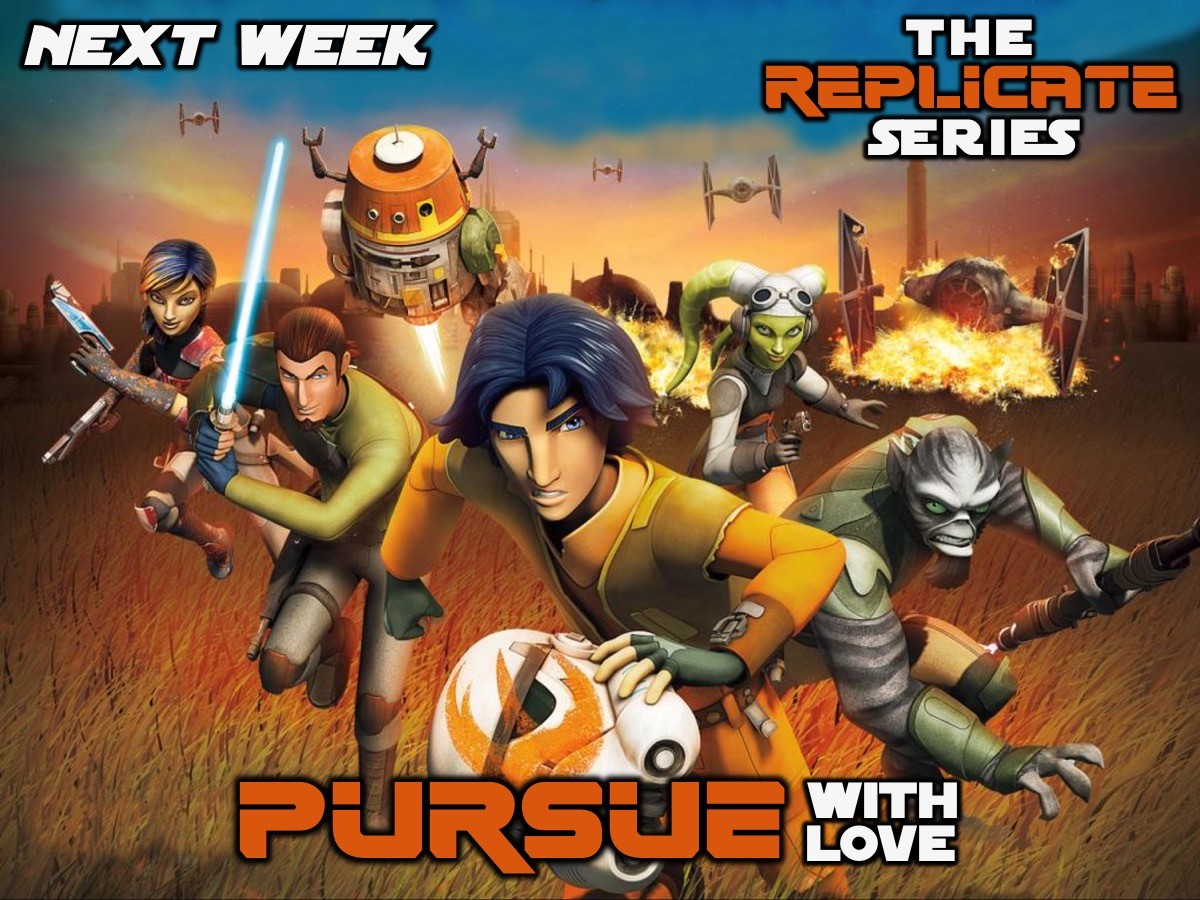 NEXT WEEK
THE
REPLiCATE
SERIES
PURSUE
WITH
LOVE